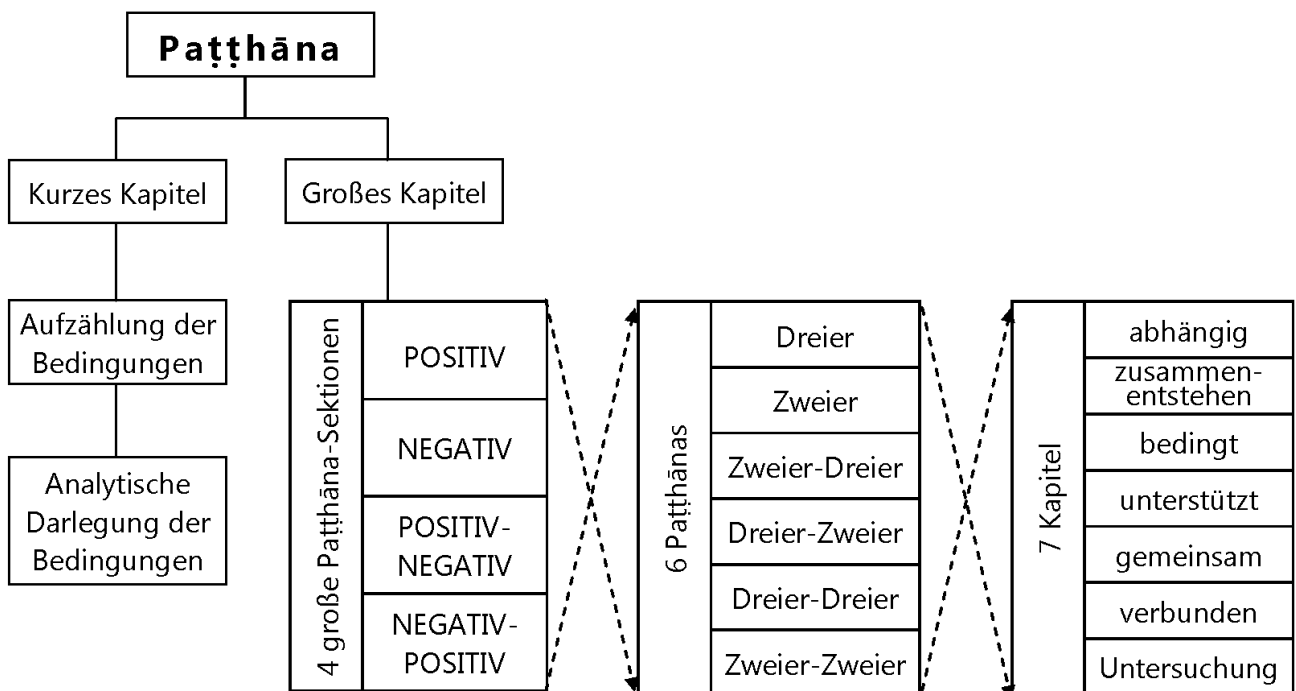 Paṭṭhāna
Kurzes Kapitel
Großes Kapitel
Aufzählung der
Bedingungen
Analytische
Darlegung der
Bedingungen
4 große Paṭṭhāna-Sektionen
POSITIV
NEGATIV
POSITIV-
NEGATIV
NEGATIV-
POSITIV
6 Paṭṭhānas
Dreier
Zweier
Zweier-Dreier
Dreier-Zweier
Dreier-Dreier
Zweier-Zweier
7 Kapitel
abhängig
zusammen-
entstehen
bedingt
unterstützt
gemeinsam
verbunden
Untersuchung